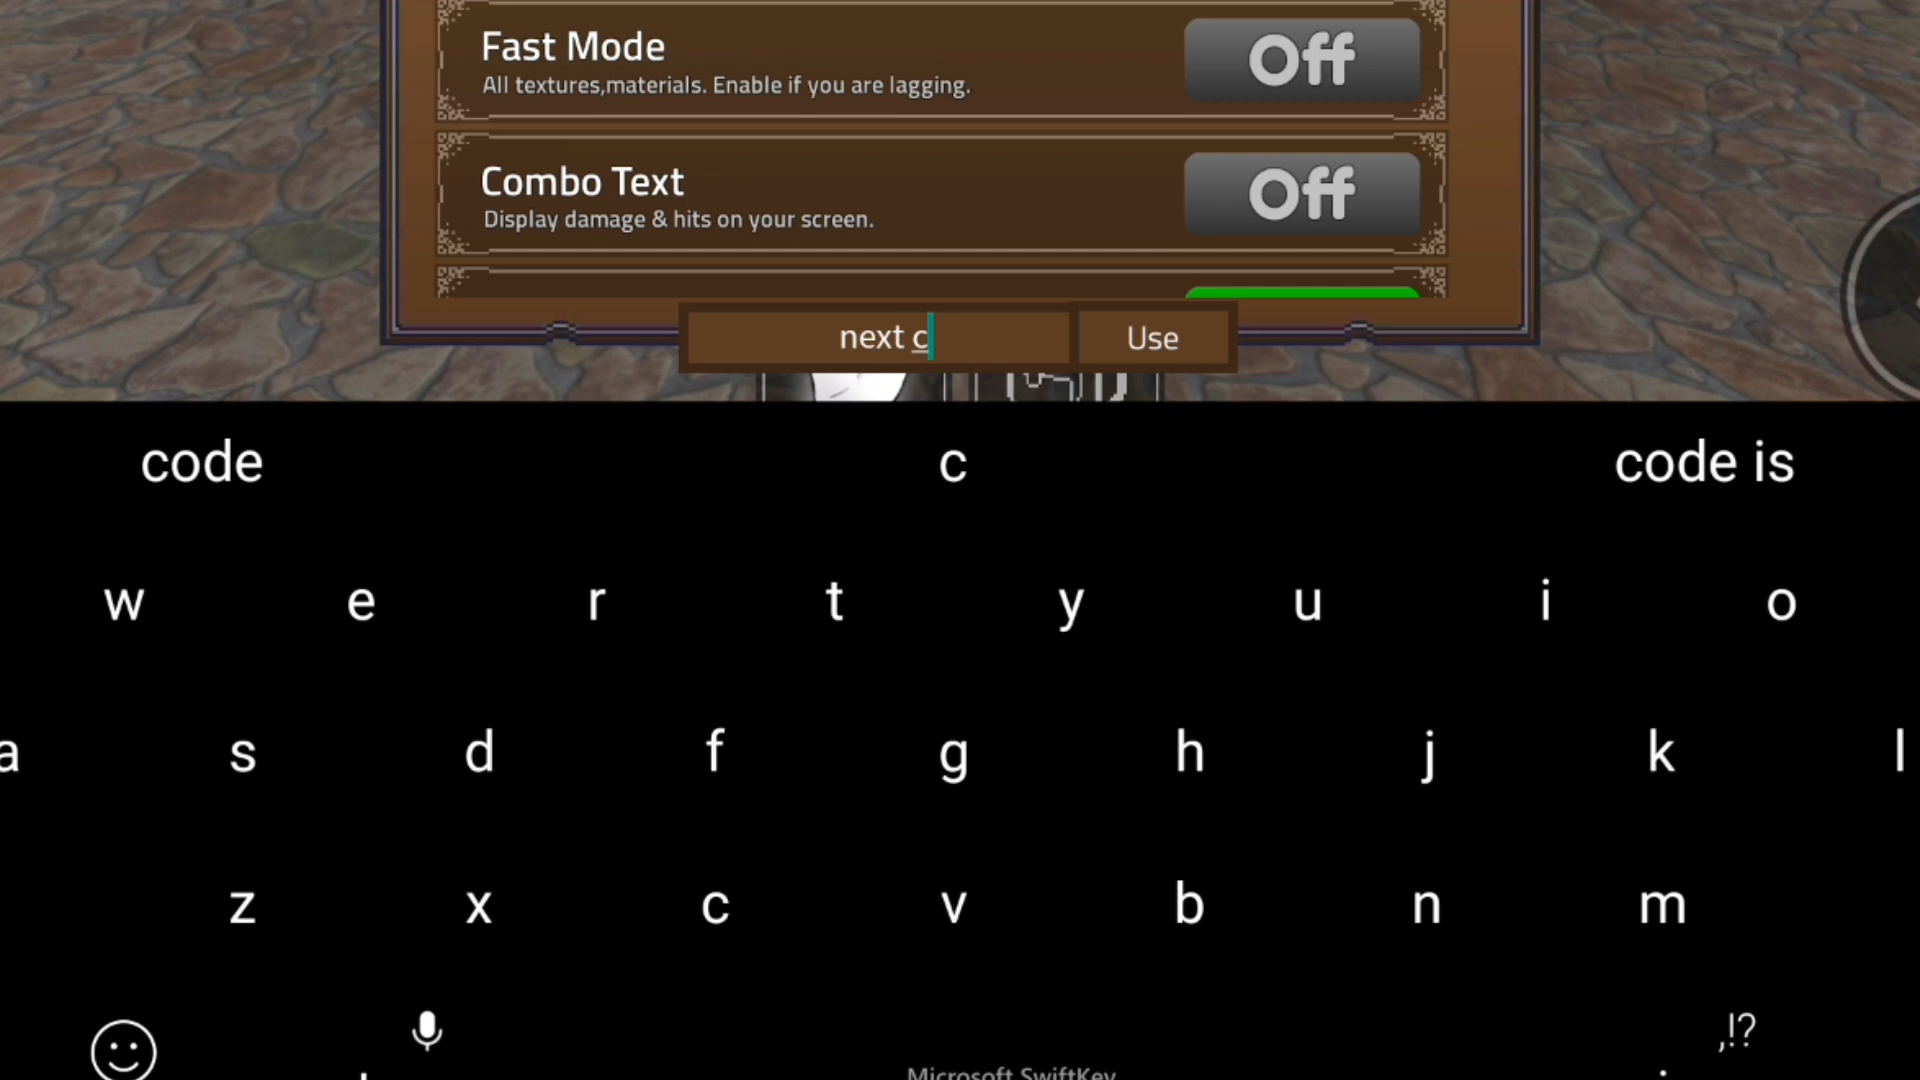 Fast Mode
Off
All textures,materials. Enable if you are lagging.
Combo Text
Off
Display damage & hits on your screen.
next c
Use
code c code is
w e r t y u i o
a s d f g h j k l
z x c v b n m
,!?
Microsoft SwiftKey